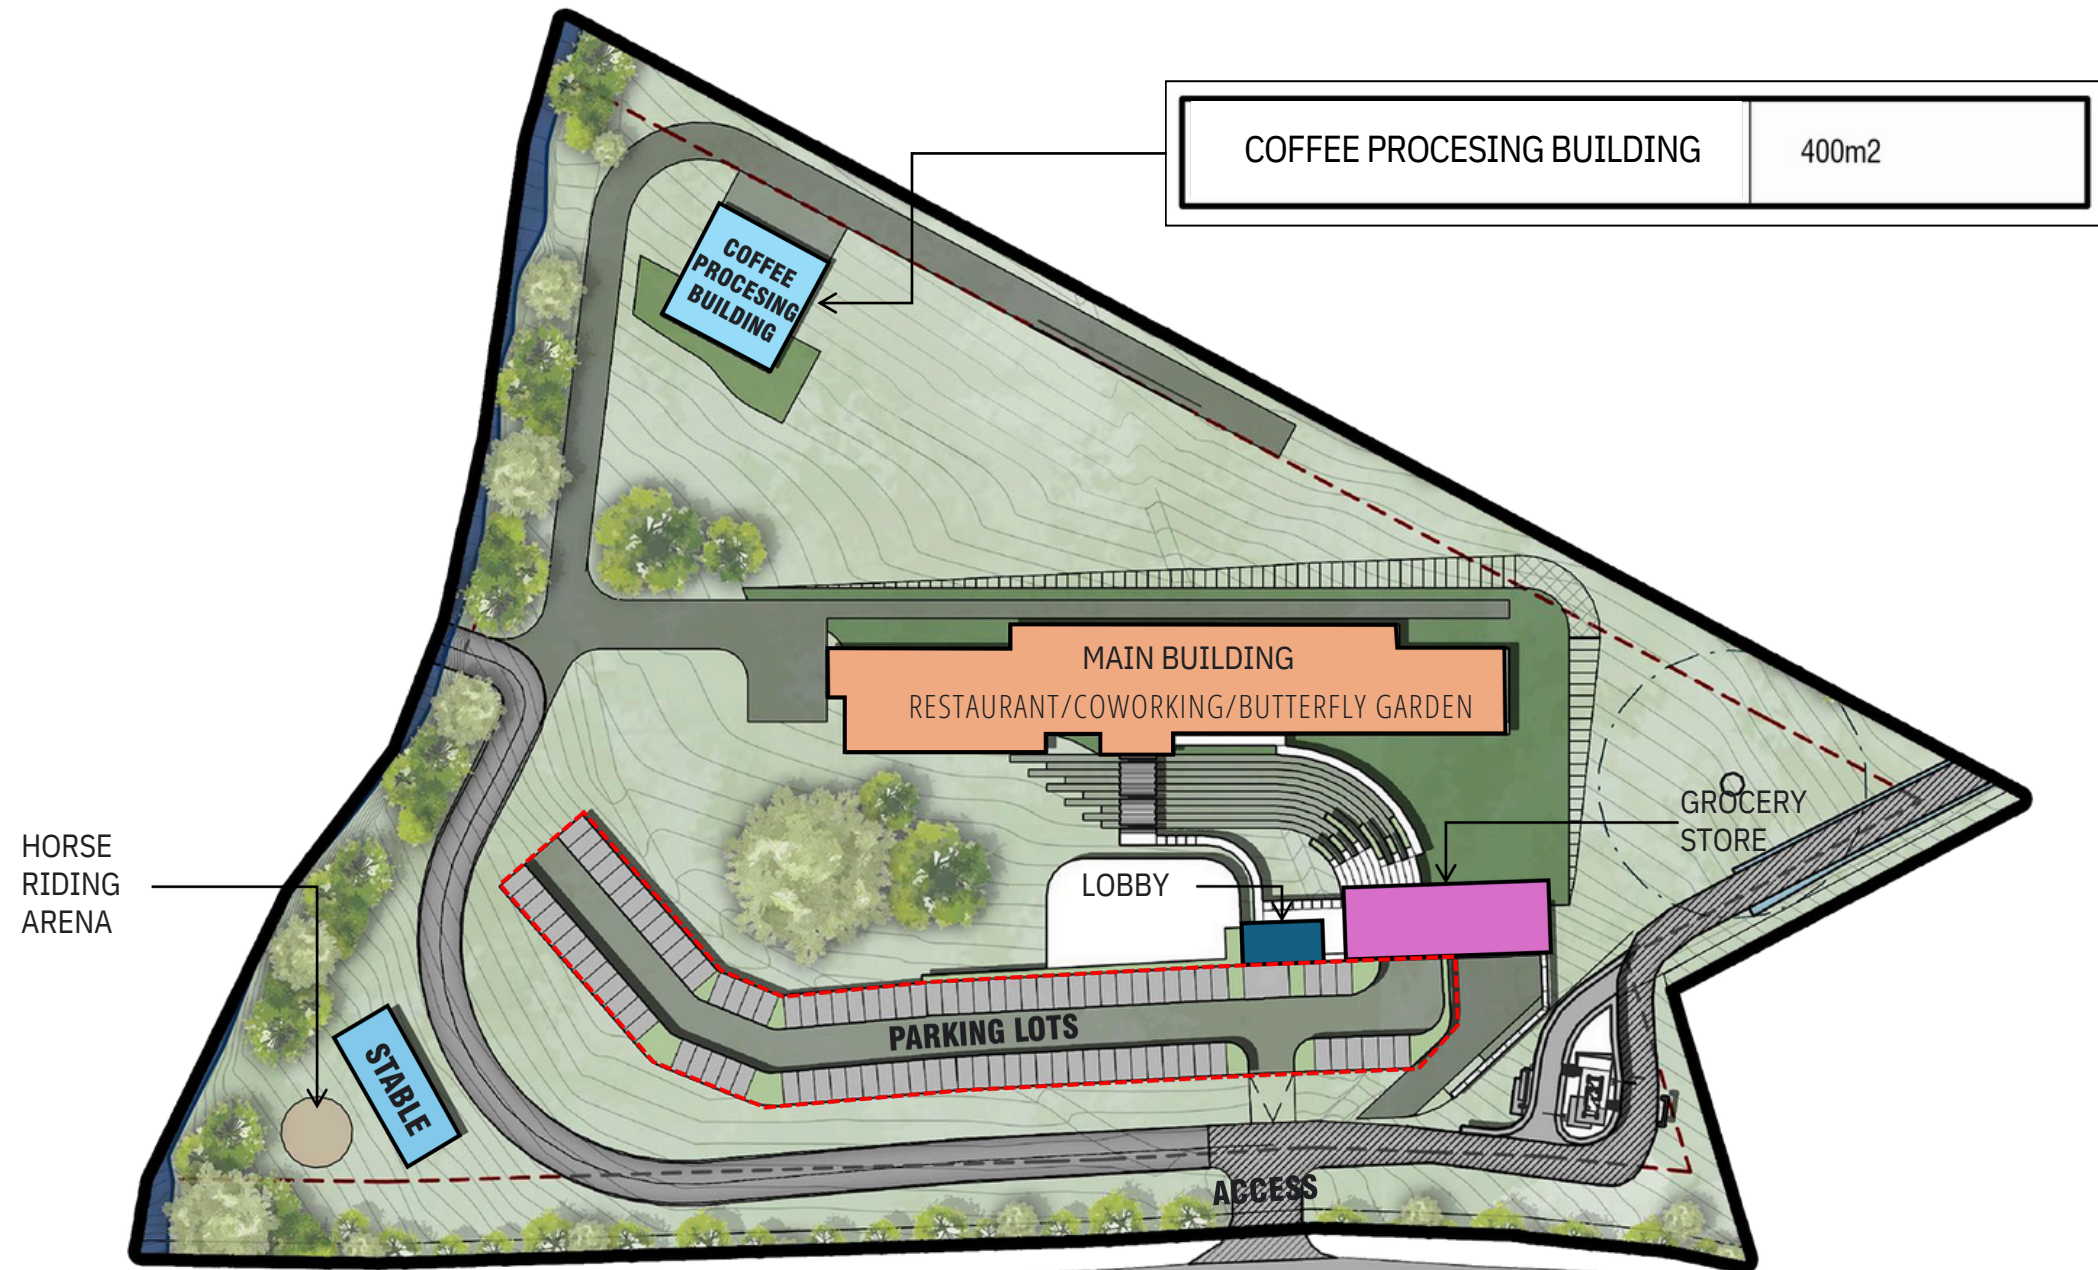 COFFEE PROCESING BUILDING 400m2
COFFEE
PROCESING
BUILDING
MAIN BUILDING
RESTAURANT/COWORKING/BUTTERFLY GARDEN
GROCERY
STORE
HORSE
RIDING
ARENA
LOBBY
PARKING LOTS
STABLE
ACCESS